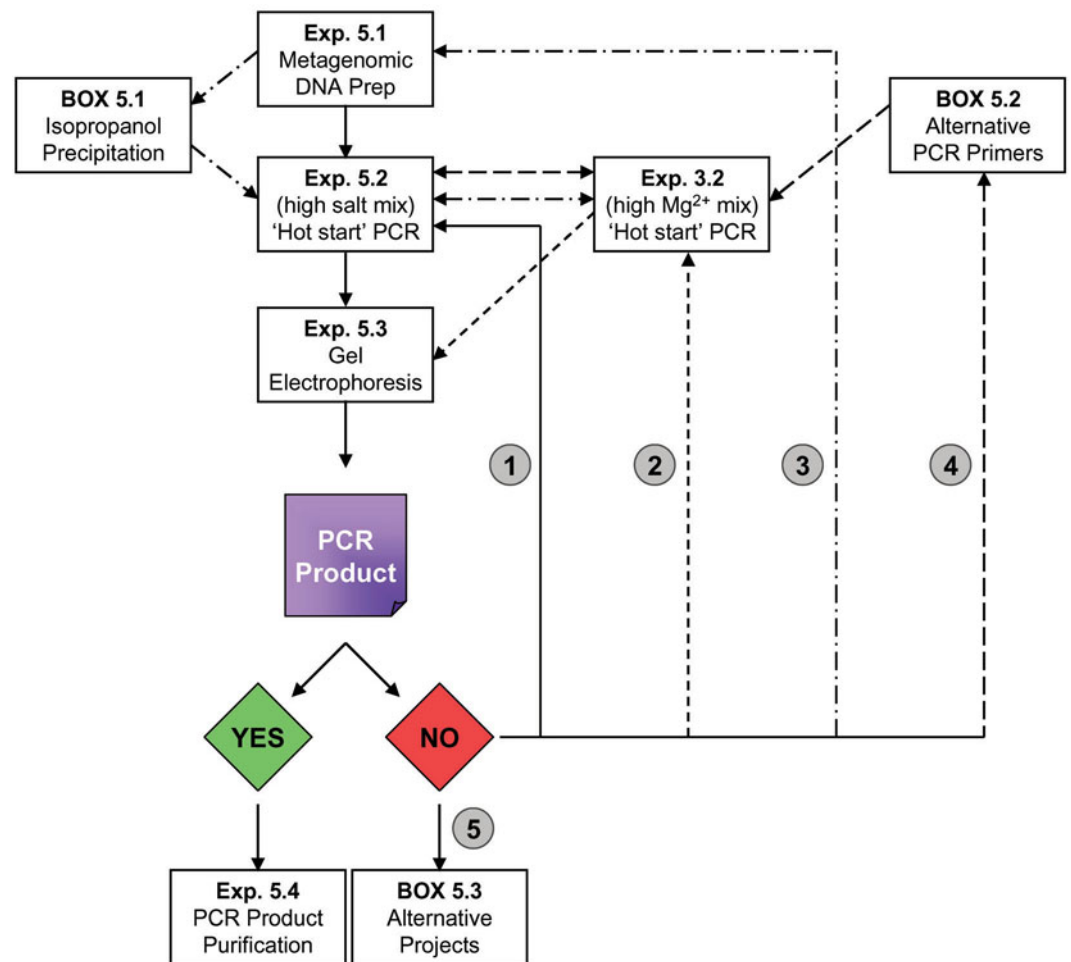 Exp. 5.1
Metagenomic
DNA Prep
BOX 5.1
Isopropanol
Precipitation
BOX 5.2
Alternative
PCR Primers
Exp. 5.2
(high salt mix)
‘Hot start’ PCR
Exp. 3.2
(high Mg2+ mix)
‘Hot start’ PCR
Exp. 5.3
Gel
Electrophoresis
1
2
3
4
PCR
Product
YES
NO
5
Exp. 5.4
PCR Product
Purification
BOX 5.3
Alternative
Projects